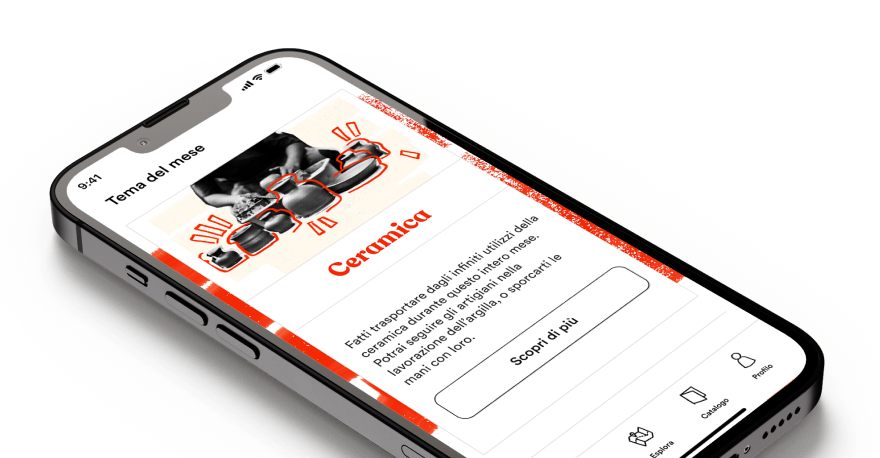 9:41
Tema del mese
Ceramica
Fatti trasportare dagli infiniti utilizzi della
ceramica durante questo intero mese.
Potrai seguire gli artigiani nella
lavorazione dell'argilla, o sporcarti le
mani con loro.
Scopri di più
Esplora
Catalogo
Profilo